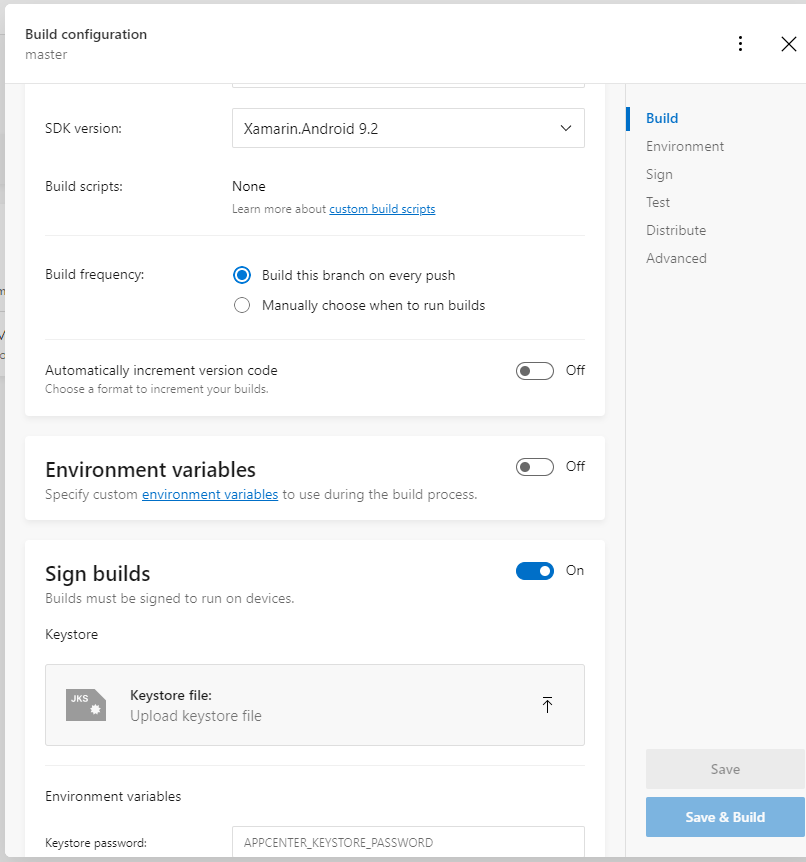 Build configuration
master
SDK version:
Xamarin.Android 9.2
Build scripts:
None
Learn more about custom build scripts
Build frequency:
Build this branch on every push
Manually choose when to run builds
Automatically increment version code
Off
Choose a format to increment your builds.
Environment variables
Off
Specify custom environment variables to use during the build process.
Sign builds
On
Builds must be signed to run on devices.
Keystore
JKS
Keystore file:
Upload keystore file
Environment variables
Keystore password:
APPCENTER_KEYSTORE_PASSWORD
Build
Environment
Sign
Test
Distribute
Advanced
Save
Save & Build